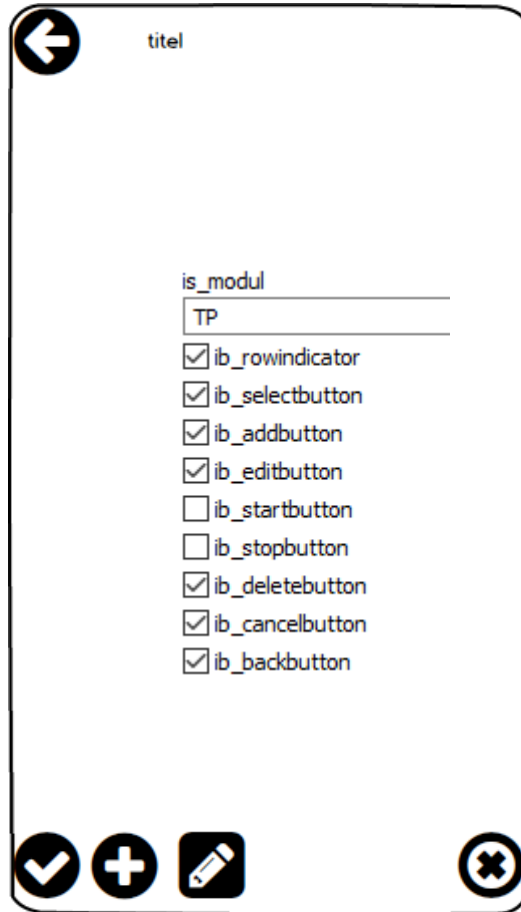 titel
is_modul
TP
ib_rowindicator
ib_selectbutton
ib_addbutton
ib_editbutton
ib_startbutton
ib_stopbutton
ib_deletebutton
ib_cancelbutton
ib_backbutton